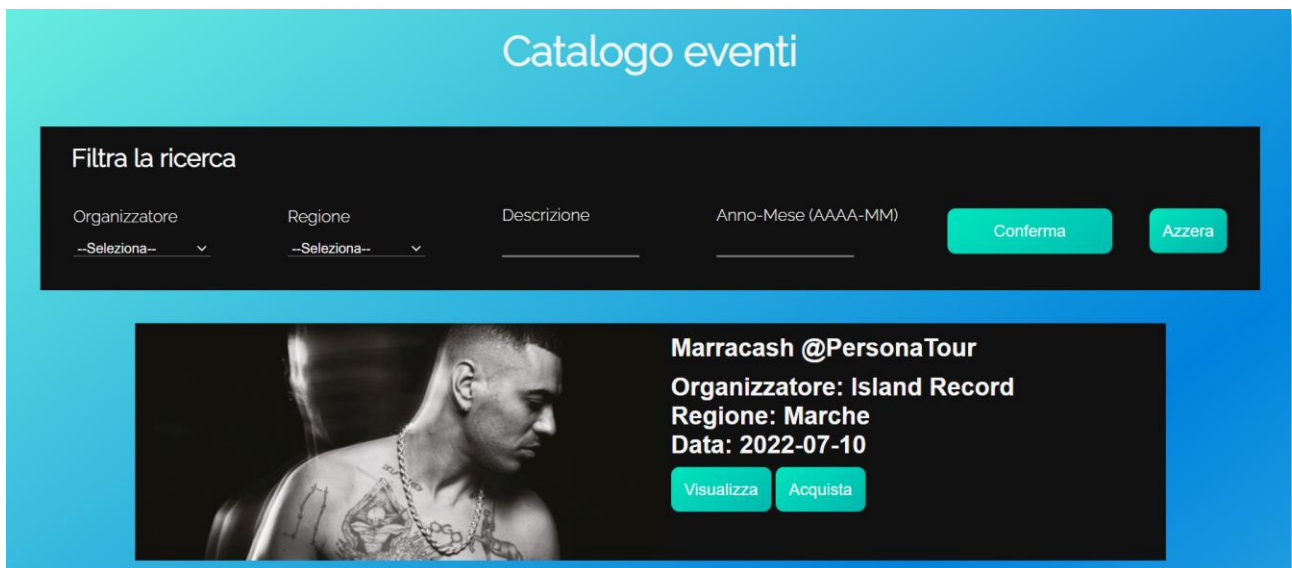 Catalogo eventi
Filtra la ricerca
Organizzatore Regione Descrizione Anno-Mese (AAAA-MM)
--Seleziona-- --Seleziona-- Conferma Azzera
Marracash @PersonaTour
Organizzatore: Island Record
Regione: Marche
Data: 2022-07-10
Visualizza Acquista